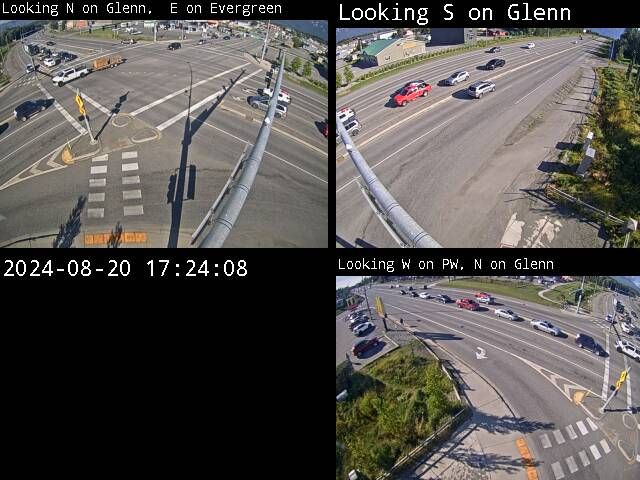 Looking N on Glenn, E on Evergreen
Looking S on Glenn
2024-08-20 17:24:08
Looking W on PW, N on Glenn